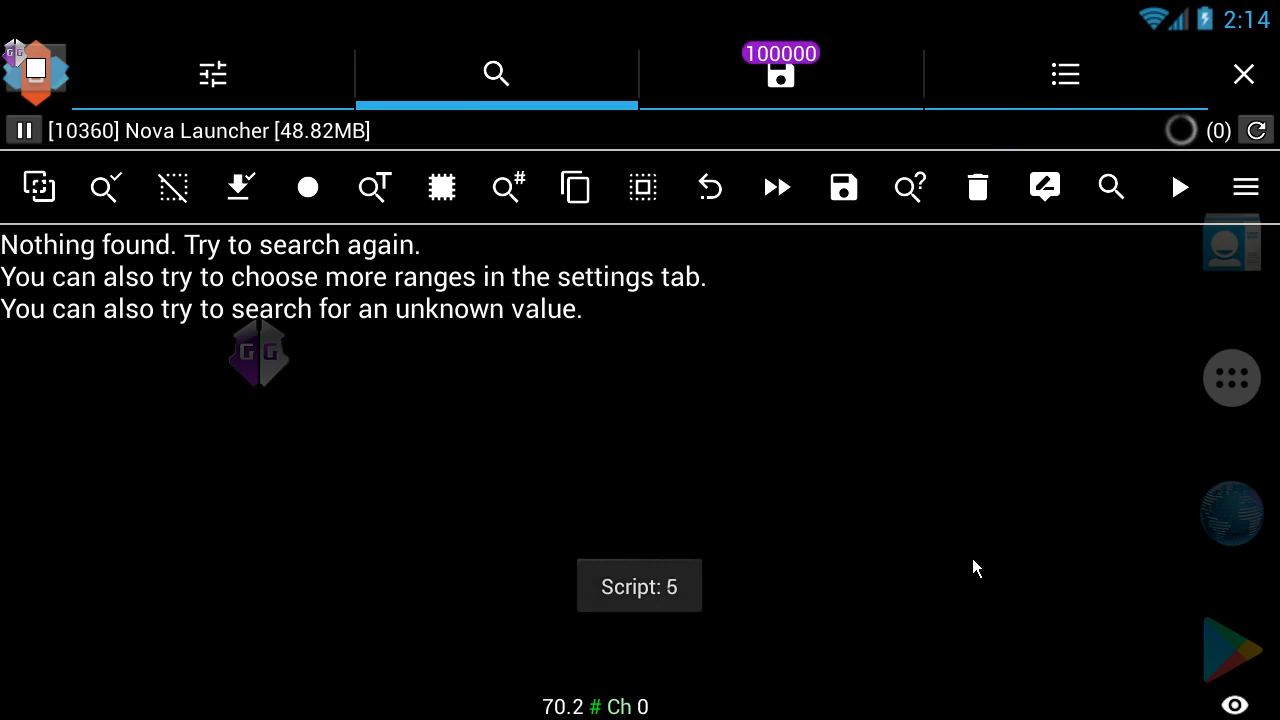 2:14
100000
[10360] Nova Launcher [48.82MB]
(0)
Nothing found. Try to search again.
You can also try to choose more ranges in the settings tab.
You can also try to search for an unknown value.
G G
Script: 5
70.2 # Ch 0